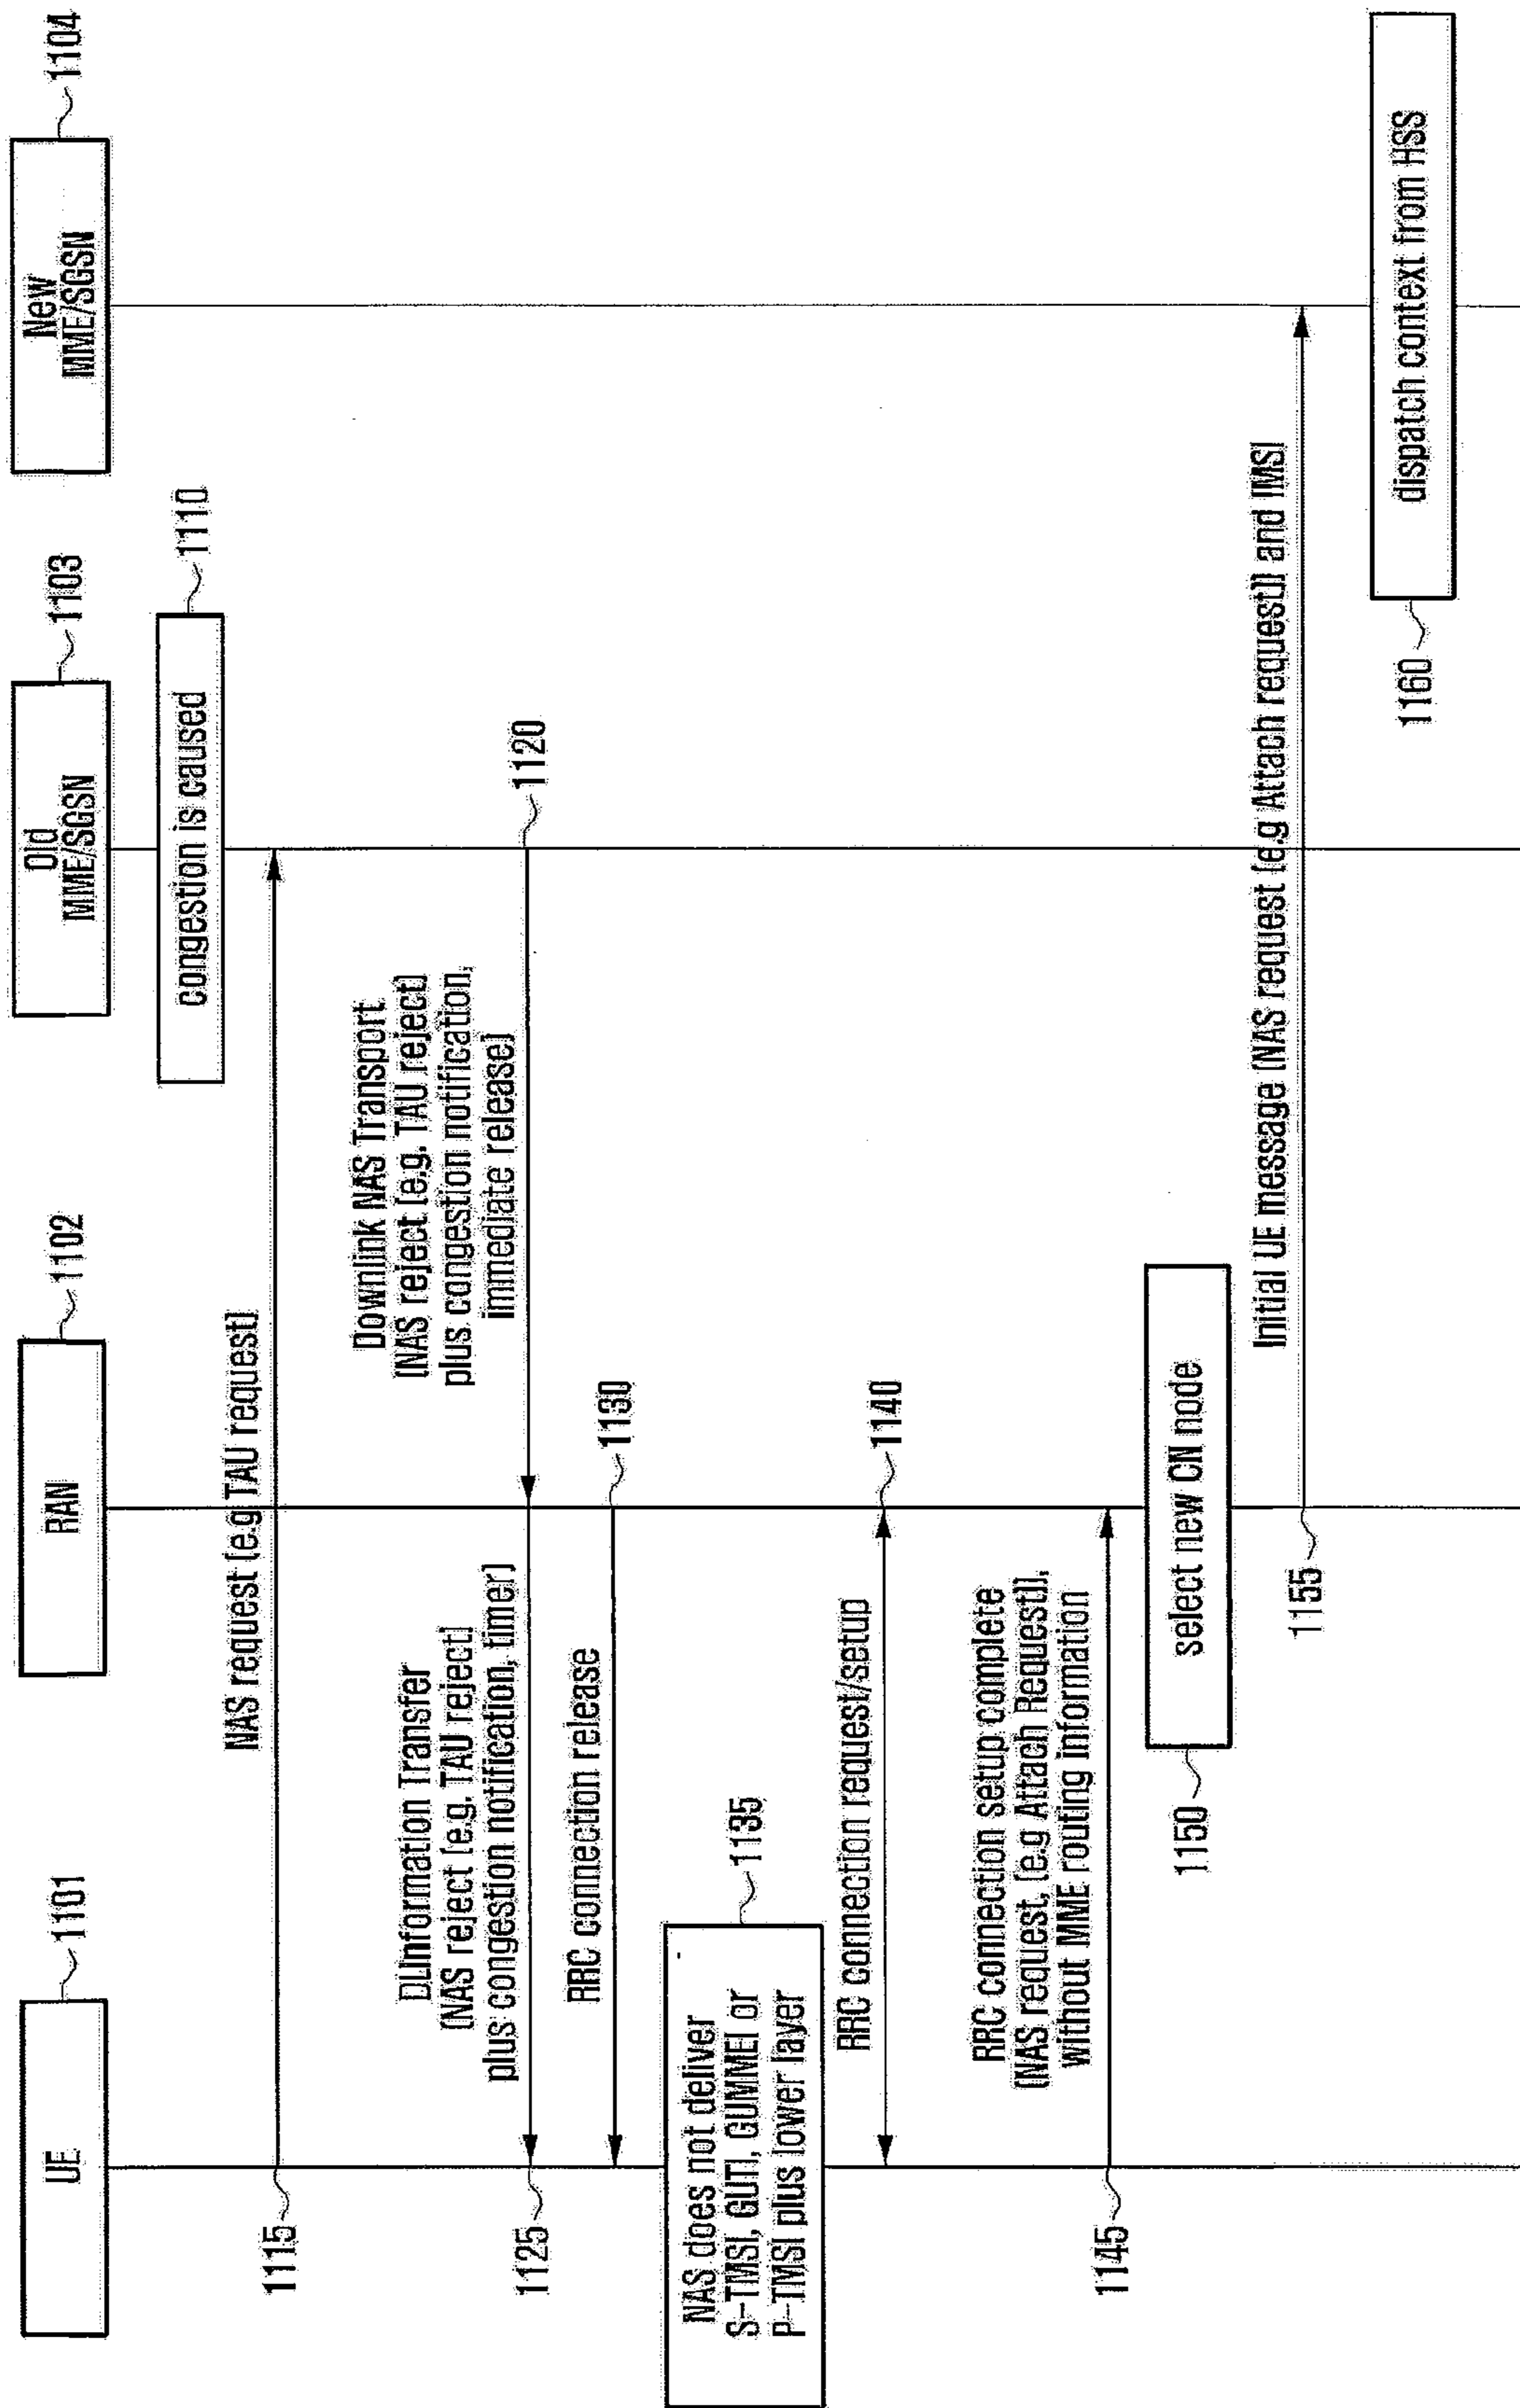 UE
1101
RAN
1102
Old
MME/SGSN
1103
New
MME/SGSN
1104
congestion is caused
1110
NAS request (e.g TAU request)
1115
Downlink NAS Transport
(NAS reject (e.g. TAU reject)
plus congestion notification,
immediate release)
1120
DLInformation Transfer
(NAS reject (e.g. TAU reject)
plus congestion notification, timer)
1125
RRC connection release
1130
NAS does not deliver
S-TMSI, GUTI, GUMMEI or
P-TMSI plus lower layer
1135
RRC connection request/setup
1140
RRC connection setup complete
(NAS request, (e.g Attach Request)),
without MME routing information
1145
select new CN node
1150
Initial UE message (NAS request (e.g Attach request)) and IMSI
1155
dispatch context from HSS
1160